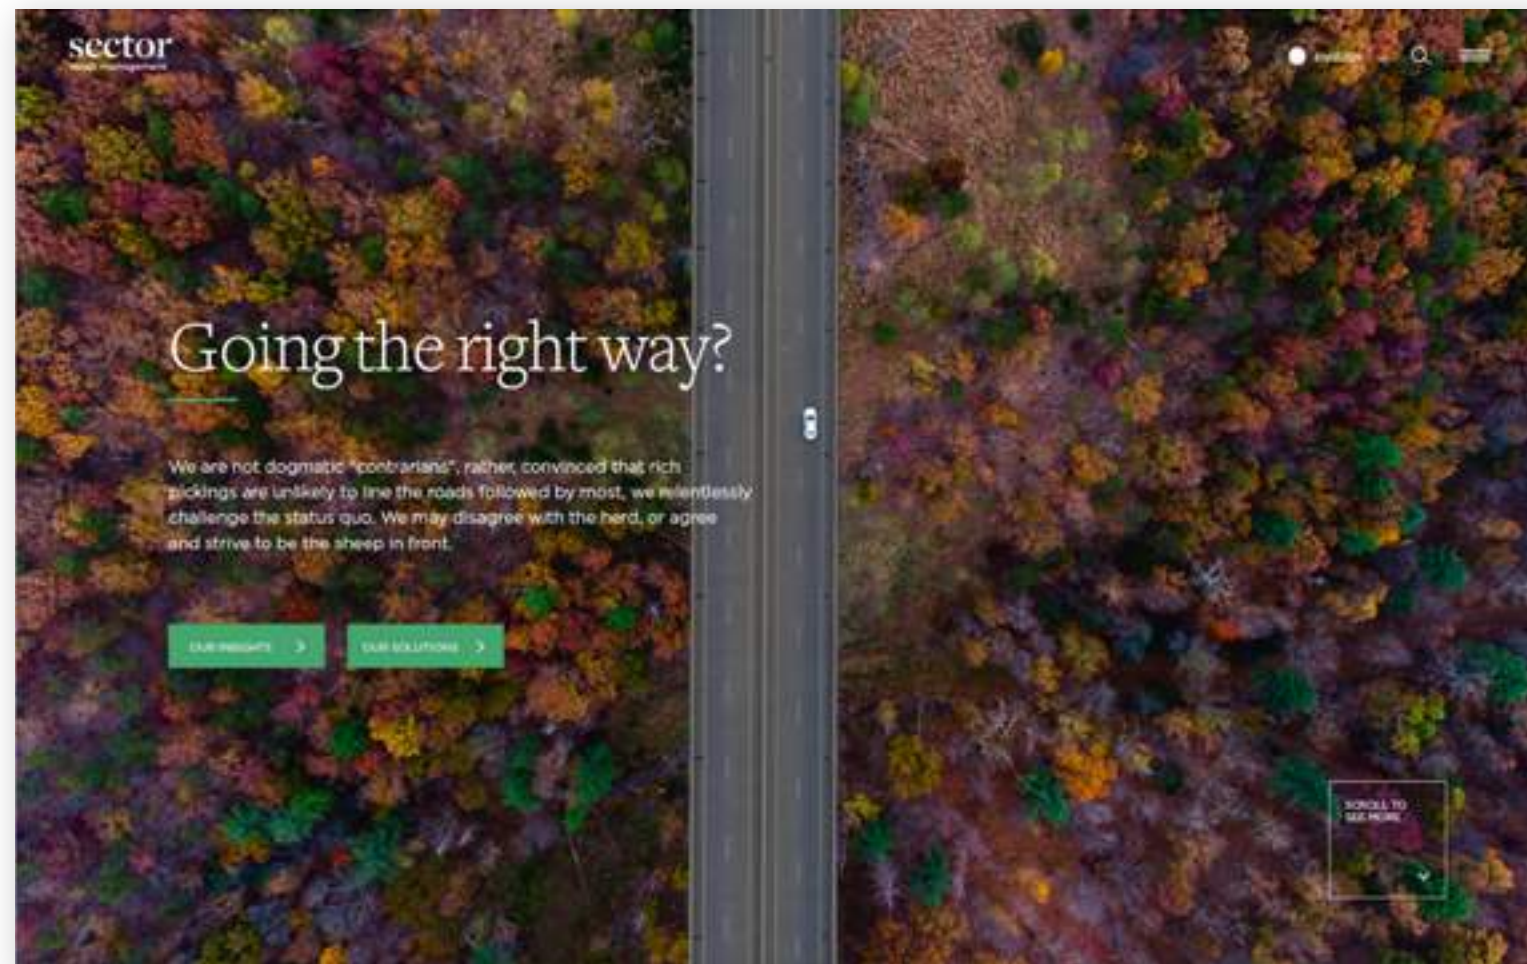 sector
asset management
Going the right way?
We are not dogmatic "contrarians", rather, convinced that rich
pickings are unlikely to line the roads followed by most, we relentlessly
challenge the status quo. We may disagree with the herd, or agree
and strive to be the sheep in front.
OUR INSIGHTS
OUR SOLUTIONS
SCROLL TO
SEE MORE